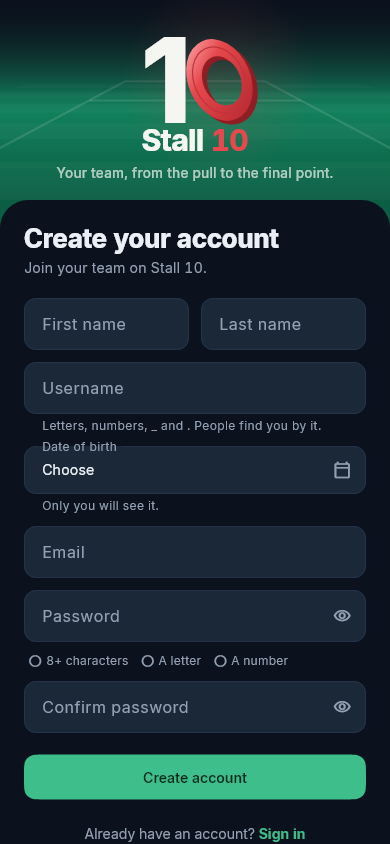 10
Stall 10
Your team, from the pull to the final point.
Create your account
Join your team on Stall 10.
First name
Last name
Username
Letters, numbers, _ and . People find you by it.
Date of birth
Choose
Only you will see it.
Email
Password
8+ characters A letter A number
Confirm password
Create account
Already have an account? Sign in